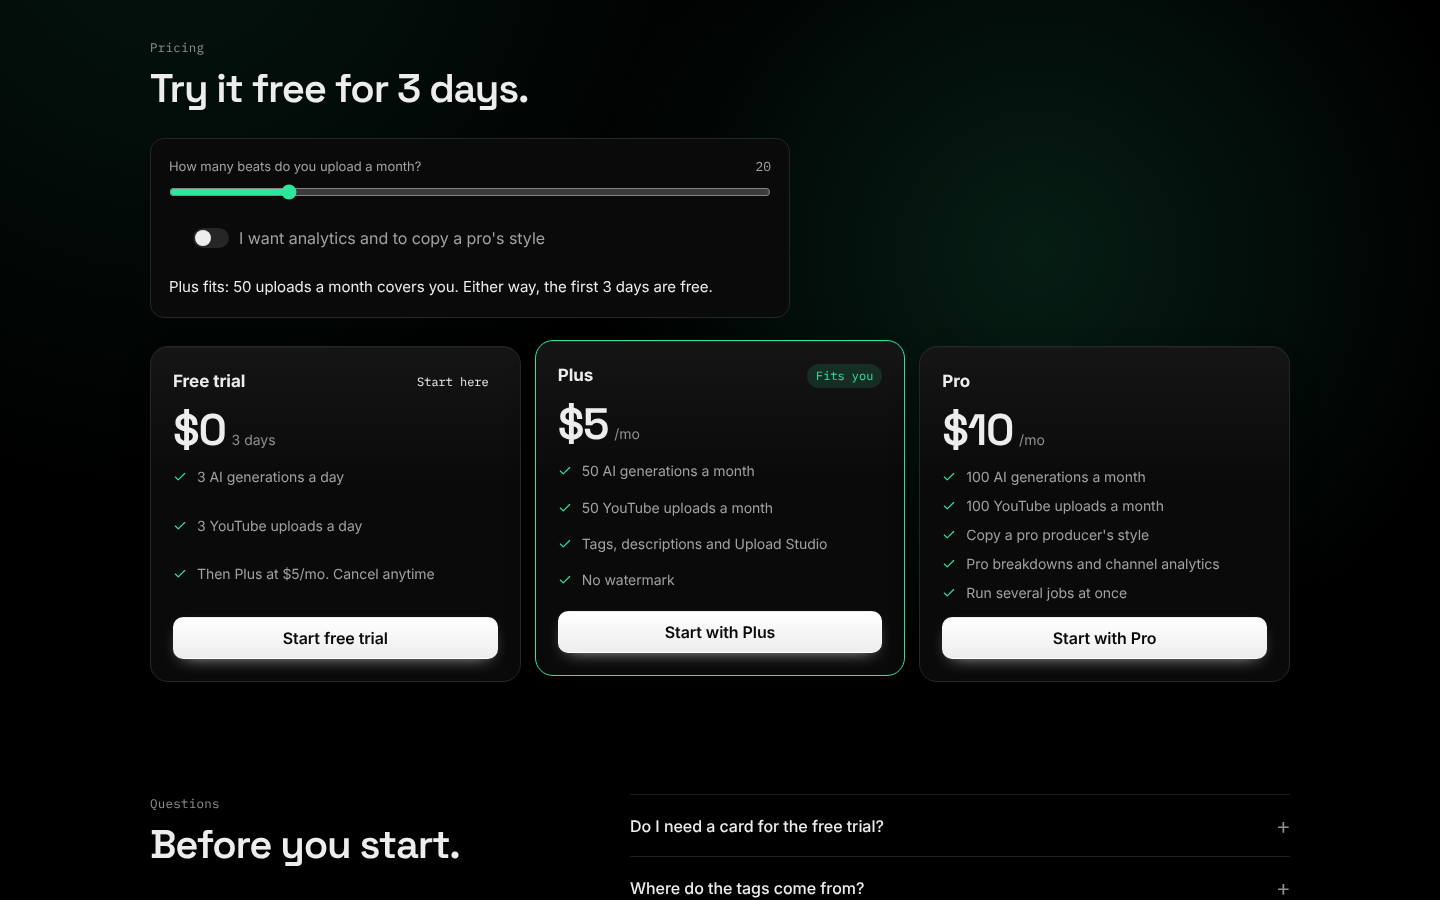 Pricing
Try it free for 3 days.
How many beats do you upload a month?
20
I want analytics and to copy a pro's style
Plus fits: 50 uploads a month covers you. Either way, the first 3 days are free.
Free trial
Start here
$0 3 days
3 AI generations a day
3 YouTube uploads a day
Then Plus at $5/mo. Cancel anytime
Start free trial
Plus
Fits you
$5 /mo
50 AI generations a month
50 YouTube uploads a month
Tags, descriptions and Upload Studio
No watermark
Start with Plus
Pro
$10 /mo
100 AI generations a month
100 YouTube uploads a month
Copy a pro producer's style
Pro breakdowns and channel analytics
Run several jobs at once
Start with Pro
Questions
Before you start.
Do I need a card for the free trial?
+
Where do the tags come from?
+